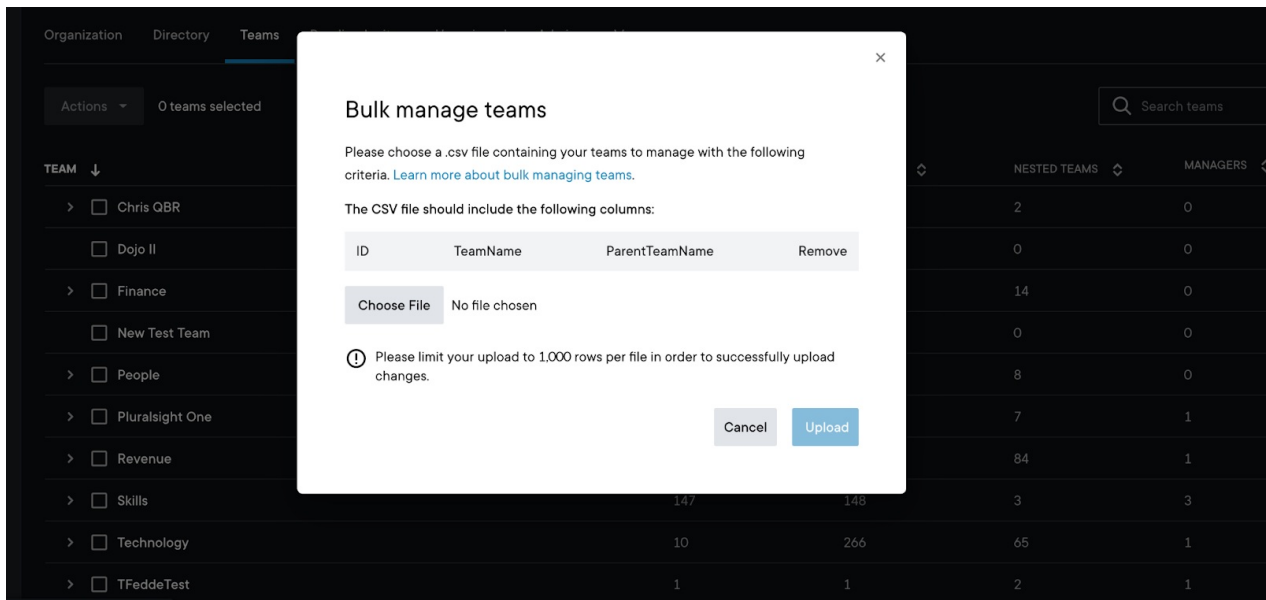 Organization Directory Teams
Actions 0 teams selected
Search teams
TEAM NESTED TEAMS MANAGERS
Chris QBR 2 0
Dojo II 0 0
Finance 14 0
New Test Team 0 0
People 8 0
Pluralsight One 7 1
Revenue 84 1
Skills 147 148 3 3
Technology 10 266 65 1
TFeddeTest 1 1 2 1
Bulk manage teams
Please choose a .csv file containing your teams to manage with the following
criteria. Learn more about bulk managing teams.
The CSV file should include the following columns:
ID TeamName ParentTeamName Remove
Choose File No file chosen
Please limit your upload to 1,000 rows per file in order to successfully upload
changes.
Cancel Upload